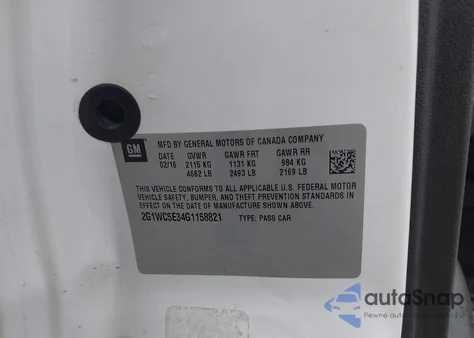 GM
MFD BY GENERAL MOTORS OF CANADA COMPANY
DATE GVWR GAWR FRT GAWR RR
02/16 2115 KG 1131 KG 984 KG
4662 LB 2493 LB 2169 LB
THIS VEHICLE CONFORMS TO ALL APPLICABLE U.S. FEDERAL MOTOR
VEHICLE SAFETY, BUMPER, AND THEFT PREVENTION STANDARDS IN
EFFECT ON THE DATE OF MANUFACTURE SHOWN ABOVE.
2G1WC5E34G1158821 TYPE: PASS CAR
autoSnap
Pewne auto